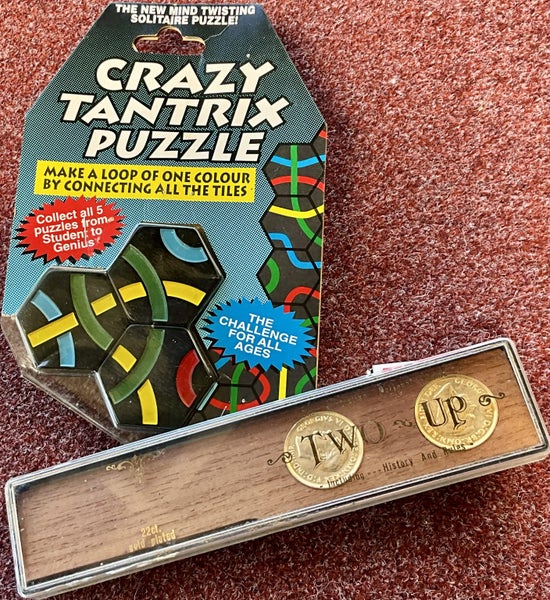 THE NEW MIND TWISTING
SOLITAIRE PUZZLE!
CRAZY
TANTRIX
PUZZLE
MAKE A LOOP OF ONE COLOUR
BY CONNECTING ALL THE TILES
Collect all 5
Puzzles from
Student to
Genius
THE
CHALLENGE
FOR ALL
AGES
Two Up
Including...History And Rules
22ct.
gold plated